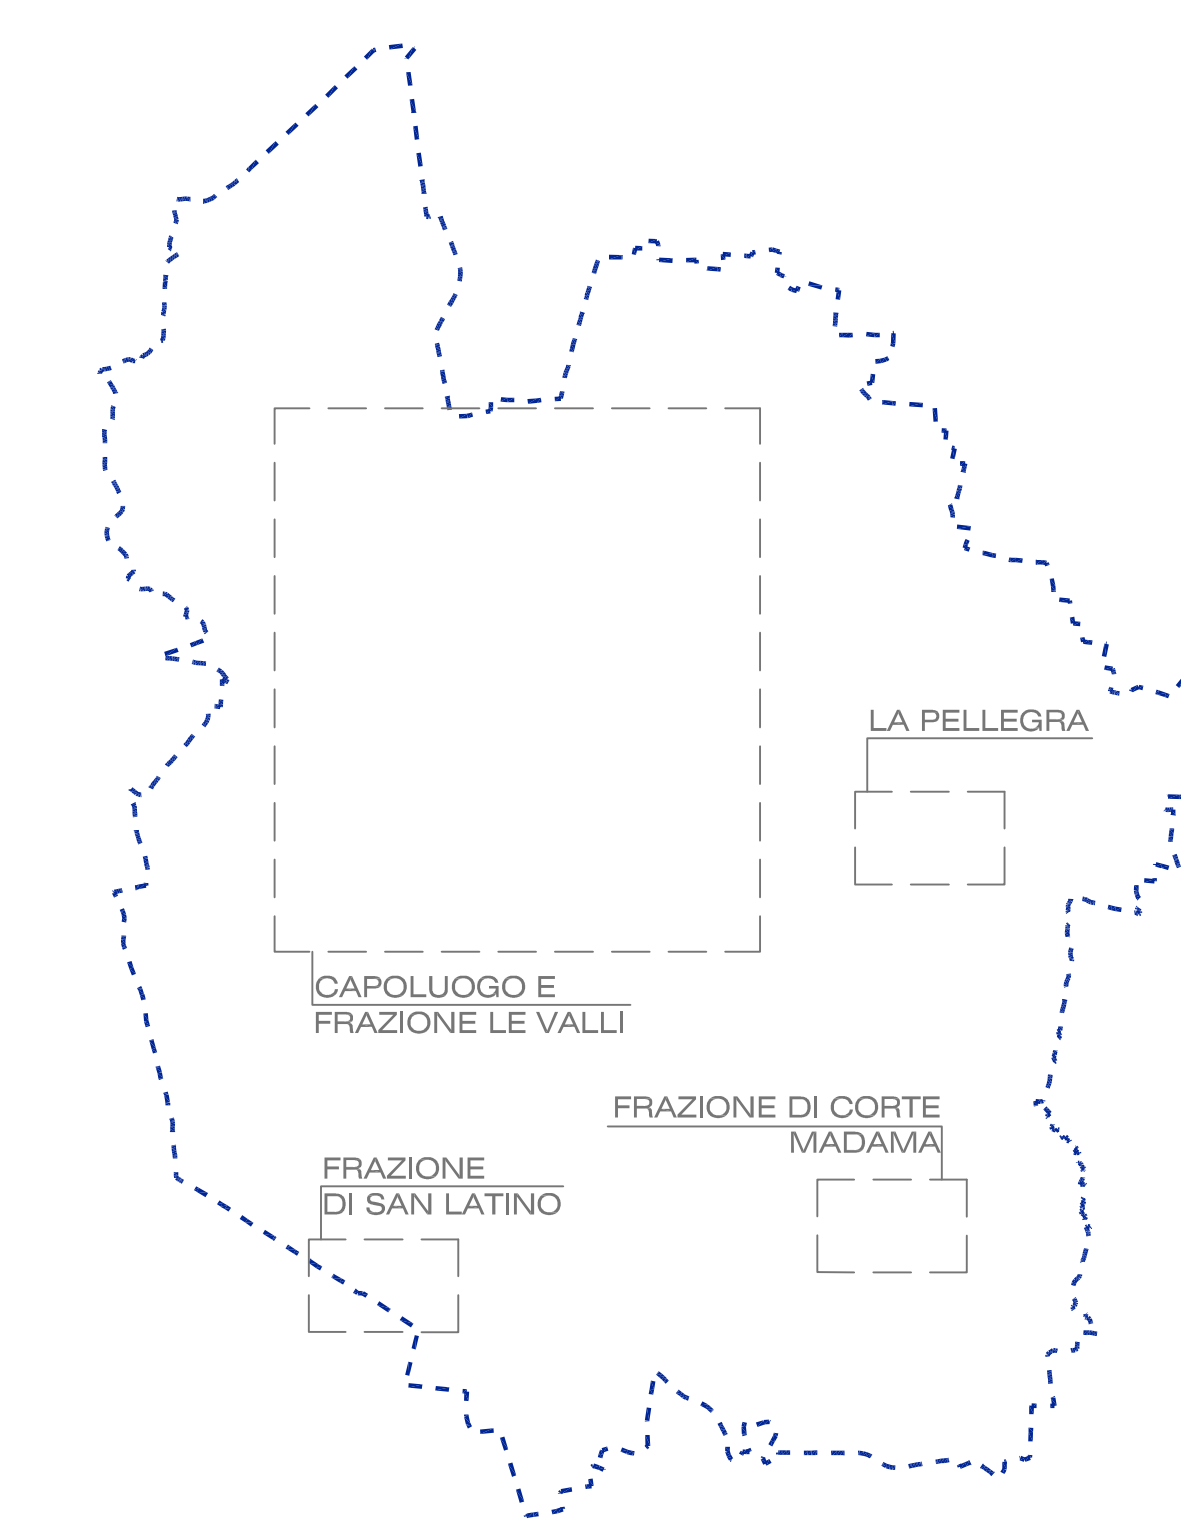 LA PELLEGRA
CAPOLUOGO E
FRAZIONE LE VALLI
FRAZIONE DI CORTE
MADAMA
FRAZIONE
DI SAN LATINO